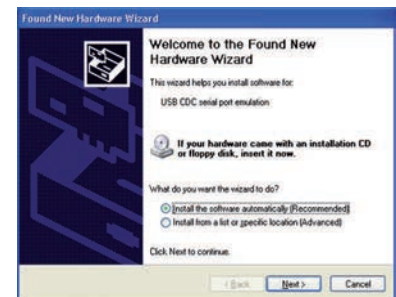 Found New Hardware Wizard
Welcome to the Found New
Hardware Wizard
This wizard helps you install software for:
USB CDC serial port emulation
If your hardware came with an installation CD
or floppy disk, insert it now.
What do you want the wizard to do?
Install the software automatically (Recommended)
Install from a list or specific location (Advanced)
Click Next to continue.
< Back Next > Cancel